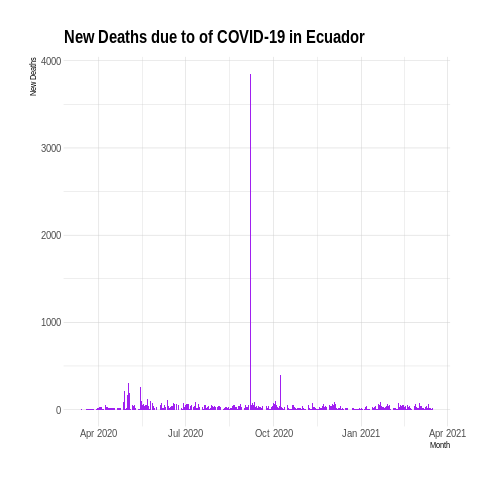 New Deaths due to of COVID-19 in Ecuador
New Deaths
4000
3000
2000
1000
0
Apr 2020 Jul 2020 Oct 2020 Jan 2021 Apr 2021
Month